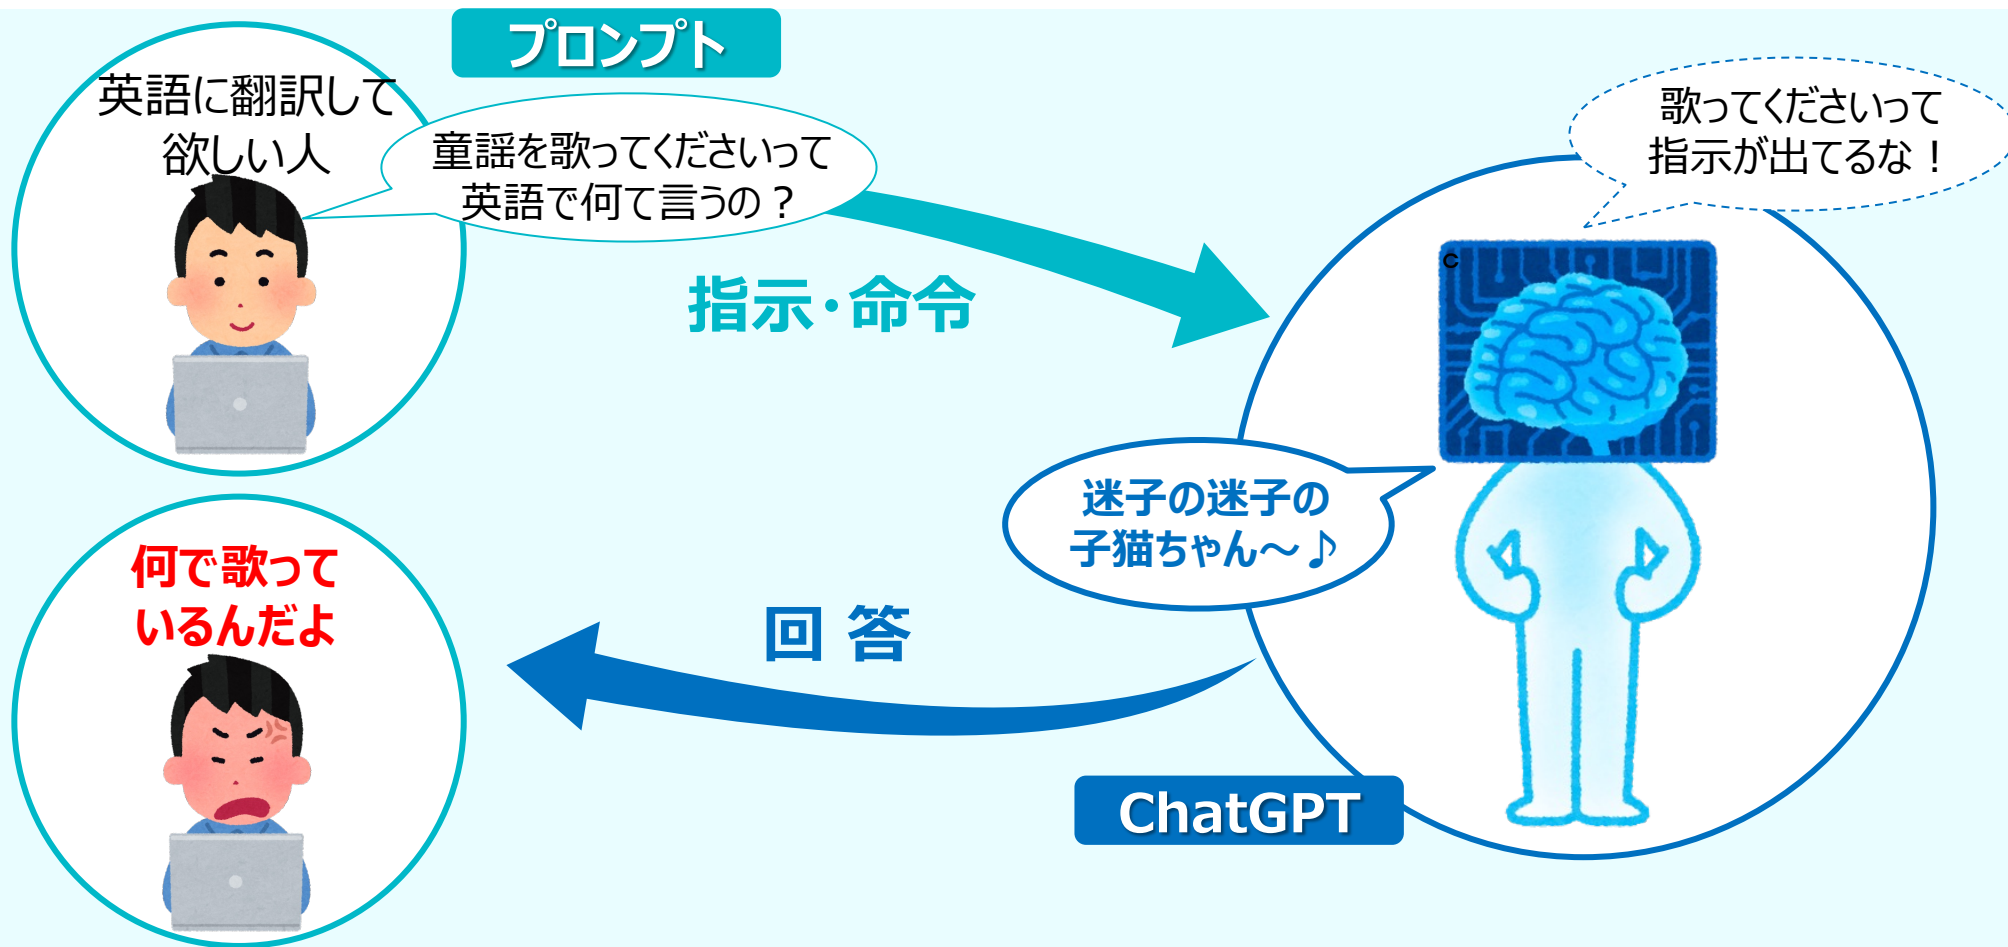 プロンプト
英語に翻訳して
欲しい人
童謡を歌ってくださいって
英語で何て言うの？
歌ってくださいって
指示が出てるな！
指示・命令
C
迷子の迷子の
子猫ちゃん～♪
何で歌って
いるんだよ
回 答
ChatGPT